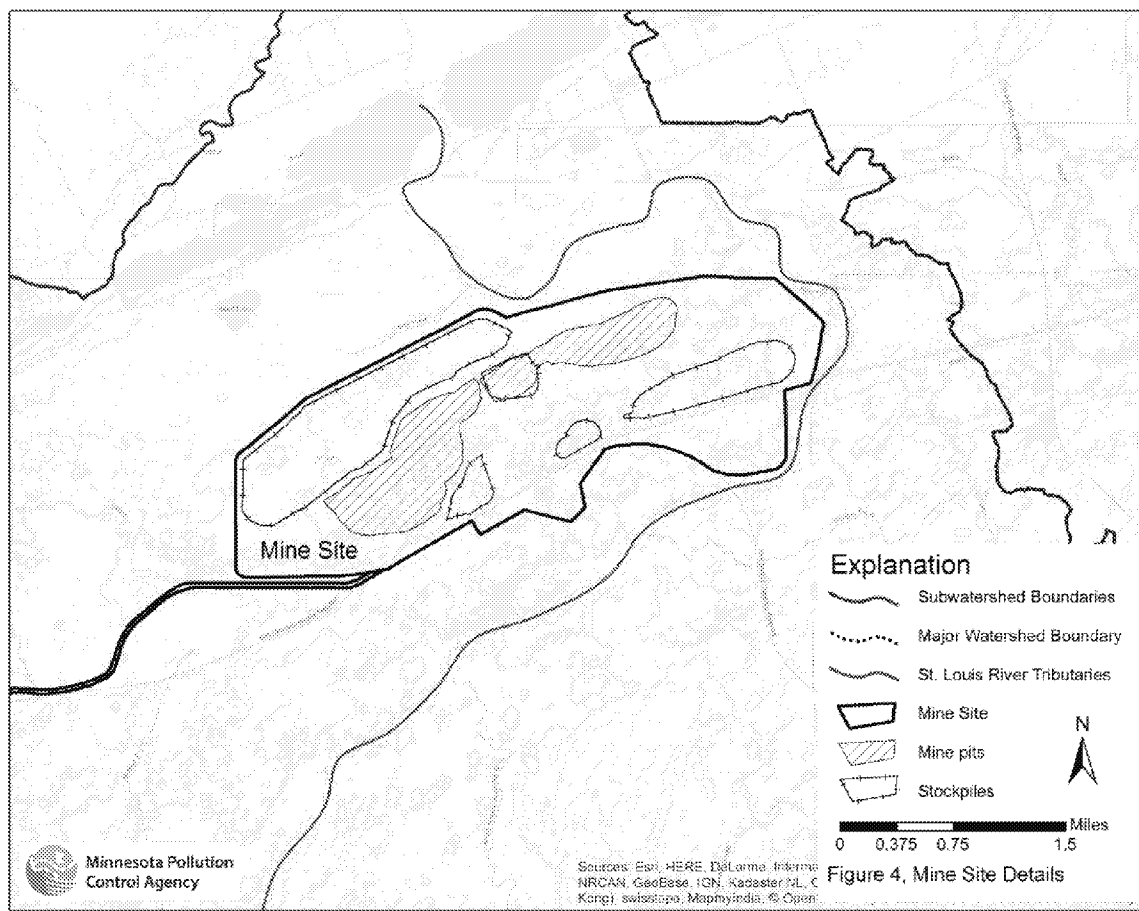 Mine Site
Explanation
Subwatershed Boundaries
Major Watershed Boundary
St. Louis River Tributaries
Mine Site
N
Mine pits
Stockpiles
Miles
0 0.375 0.75 1.5
Figure 4, Mine Site Details
Minnesota Pollution
Control Agency
Sources: Esri, HERE, DeLorme, Interma
NRCAN, GeoBase, IGN, Kadaster NL, O
Kong), swisstopo, MapmyIndia, © Open